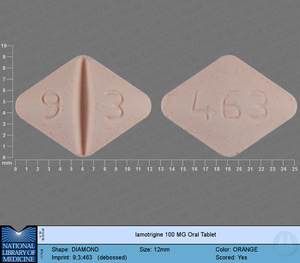 9 3
463
10
9
8
7
6
5
4
3
2
1
0
mm
0 1 2 3 4 5 6 7 8 9 10 11 12 13 14 15 16 17 18 19 20 21 22 23 24 25
lamotrigine 100 MG Oral Tablet
NATIONAL
LIBRARY OF
MEDICINE
Shape: DIAMOND Size: 12mm Color: ORANGE
Imprint: 9;3;463 (debossed) Scored: Yes